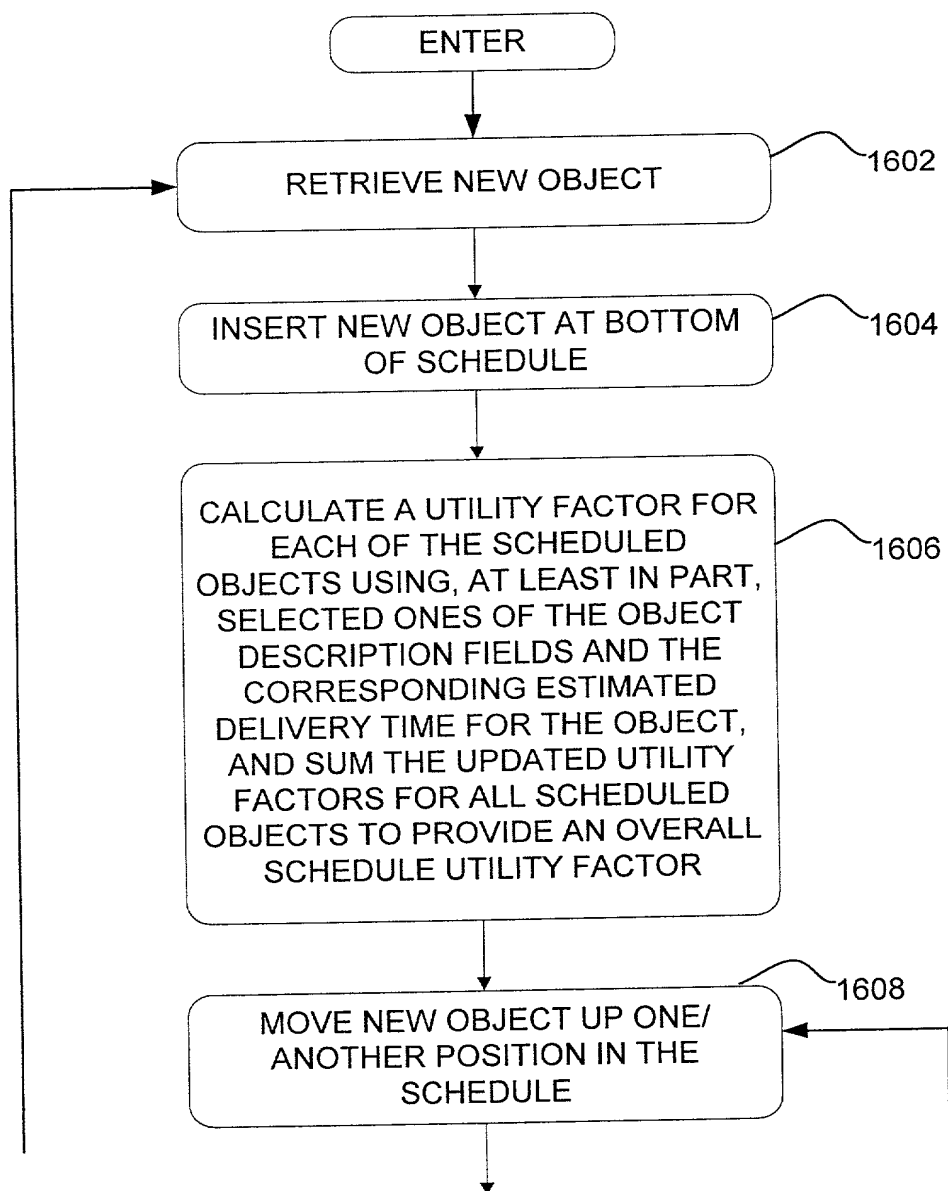 ENTER
RETRIEVE NEW OBJECT
1602
INSERT NEW OBJECT AT BOTTOM
OF SCHEDULE
1604
CALCULATE A UTILITY FACTOR FOR
EACH OF THE SCHEDULED
OBJECTS USING, AT LEAST IN PART,
SELECTED ONES OF THE OBJECT
DESCRIPTION FIELDS AND THE
CORRESPONDING ESTIMATED
DELIVERY TIME FOR THE OBJECT,
AND SUM THE UPDATED UTILITY
FACTORS FOR ALL SCHEDULED
OBJECTS TO PROVIDE AN OVERALL
SCHEDULE UTILITY FACTOR
1606
MOVE NEW OBJECT UP ONE/
ANOTHER POSITION IN THE
SCHEDULE
1608